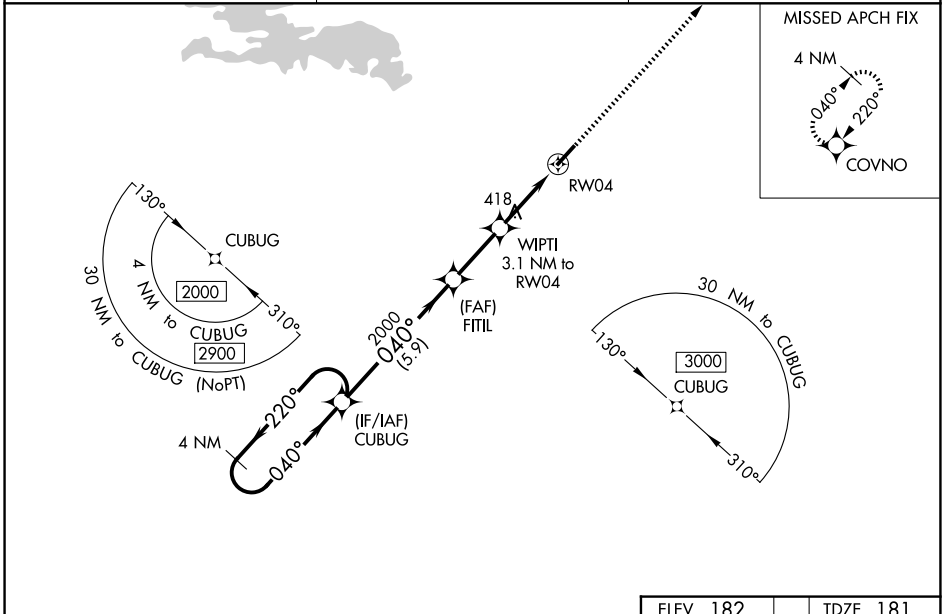 MISSED APCH FIX
4 NM
040°
220°
COVNO
RW04
418
WIPTI
3.1 NM to
RW04
(FAF)
FITIL
2000
040°
(5.9)
(IF/IAF)
CUBUG
220°
040°
4 NM
130°
CUBUG
310°
2000
4 NM to CUBUG
2900
30 NM to CUBUG (NoPT)
30 NM to CUBUG
130°
3000
CUBUG
310°
ELEV 182
TDZE 181